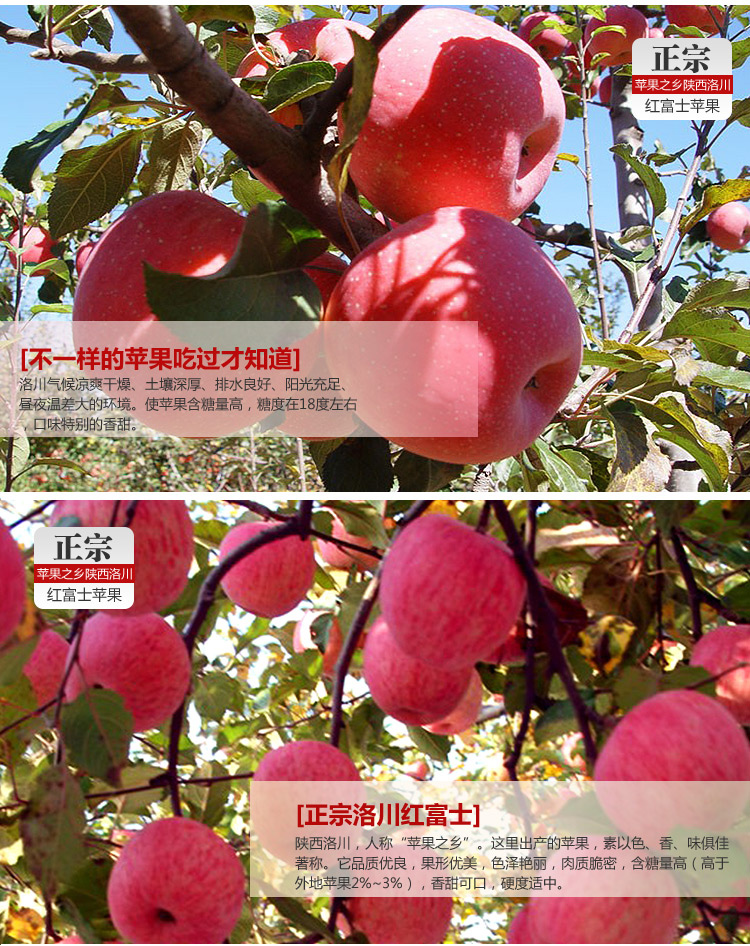 正宗
苹果之乡陕西洛川
红富士苹果
[不一样的苹果吃过才知道]
洛川气候凉爽干燥、土壤深厚、排水良好、阳光充足、
昼夜温差大的环境。使苹果含糖量高，糖度在18度左右
，口味特别的香甜。
正宗
苹果之乡陕西洛川
红富士苹果
[正宗洛川红富士]
陕西洛川，人称“苹果之乡”。这里出产的苹果，素以色、香、味俱佳
著称。它品质优良，果形优美，色泽艳丽，肉质脆密，含糖量高（高于
外地苹果2%~3%），香甜可口，硬度适中。